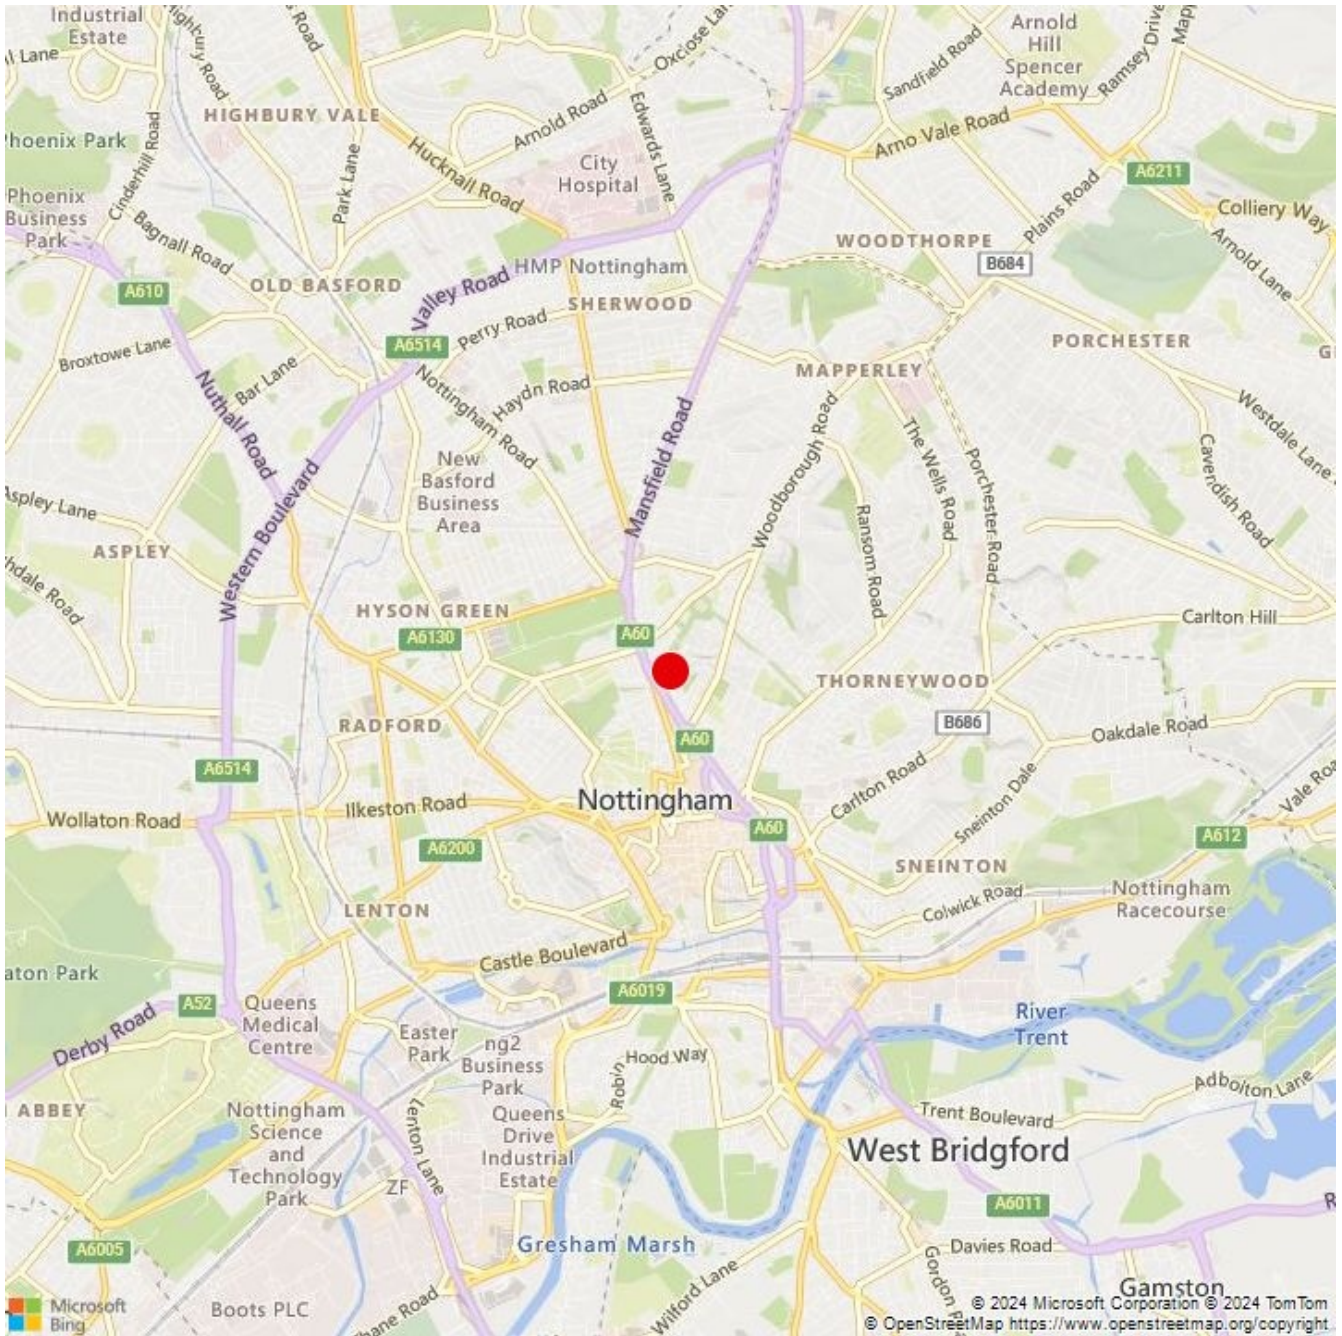 Industrial
Estate
Highbury Road
s Road
Oxclose Lan
Arnold
Hill
Spencer
Academy
Sandfield Road
Ramsey Drive
Map
l Lane
HIGHBURY VALE
Arnold Road
Edwards Lane
Arno Vale Road
Phoenix Park
Cinderhill Road
Park Lane
Hucknall Road
City
Hospital
A6211
Phoenix
Business
Park
Bagnall Road
Plains Road
Colliery Way
Arnold Lane
WOODTHORPE
B684
OLD BASFORD
Valley Road
HMP Nottingham
A610
SHERWOOD
Perry Road
A6514
Broxtowe Lane
Bar Lane
Nottingham Road
Haydn Road
PORCHESTER
G
MAPPERLEY
Nuthall Road
Mansfield Road
Woodborough Road
The Wells Road
Porchester Road
Westdale Lane
Cavendish Road
New
Basford
Business
Area
Aspley Lane
Western Boulevard
Ransom Road
ASPLEY
hdale Road
HYSON GREEN
A6130
A60
Carlton Hill
THORNEYWOOD
RADFORD
B686
Oakdale Road
A60
A6514
Carlton Road
Sneinton Dale
Vale Roa
Nottingham
Ilkeston Road
Wollaton Road
A60
A612
A6200
SNEINTON
Nottingham
Racecourse
LENTON
Colwick Road
Castle Boulevard
aton Park
A6019
A52
Queens
Medical
Centre
River
Trent
Derby Road
Easter
Park
ng2
Business
Park
Robin Hood Way
Adbolton Lane
ABBEY
Nottingham
Science
and
Technology
Park
Lenton Lane
Queens
Drive
Industrial
Estate
Trent Boulevard
West Bridgford
ZF
A6011
R
A6005
Gresham Marsh
Davies Road
Wilford Lane
Gordon R
Gamston
Boots PLC
hane Road
Microsoft
Bing
© 2024 Microsoft Corporation © 2024 TomTom
© OpenStreetMap https://www.openstreetmap.org/copyright